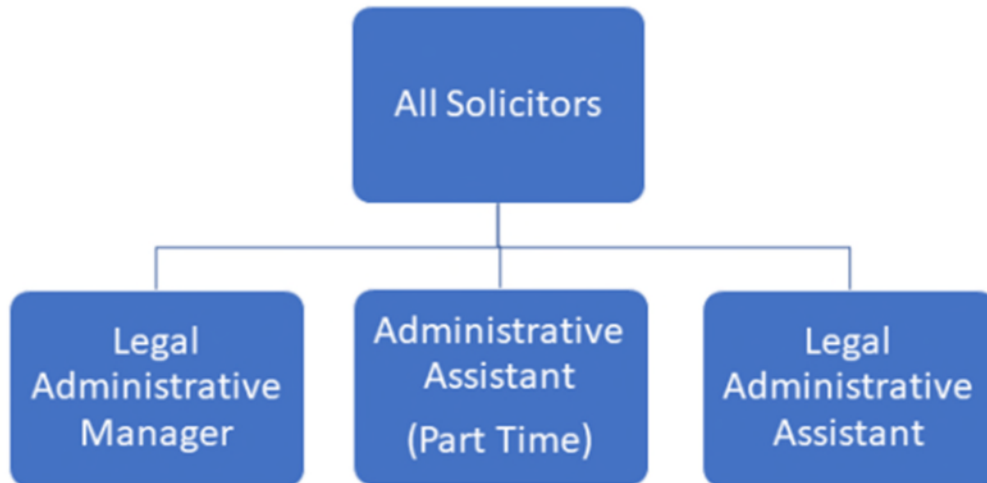 All Solicitors
Legal
Administrative
Manager
Administrative
Assistant
(Part Time)
Legal
Administrative
Assistant